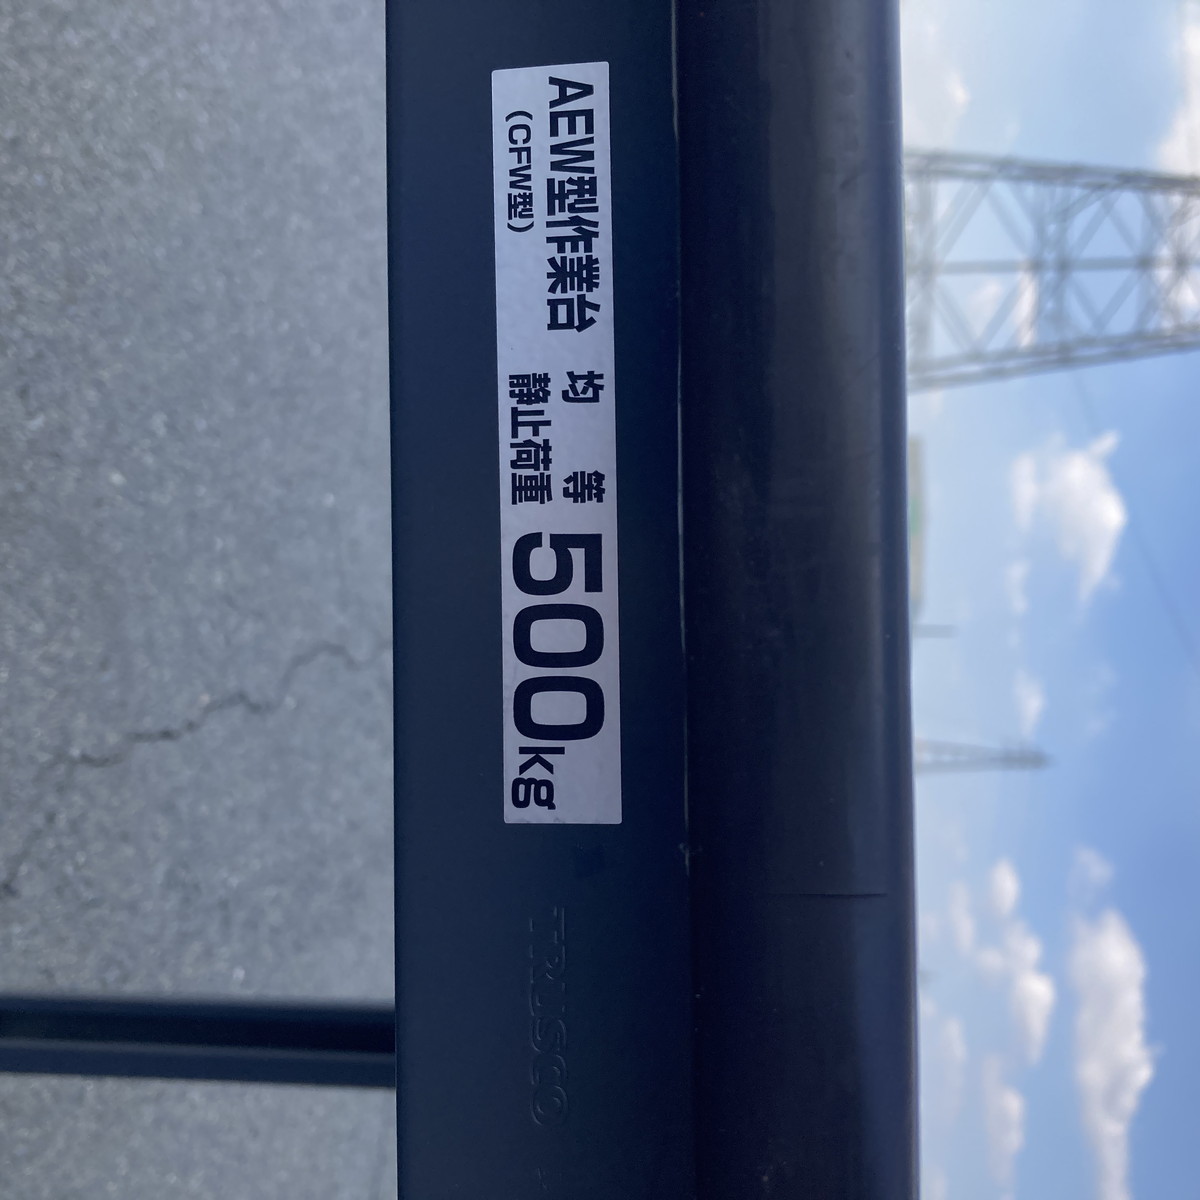 AEW型作業台
(CFW型)
均等
静止荷重
500kg
TRUSCO